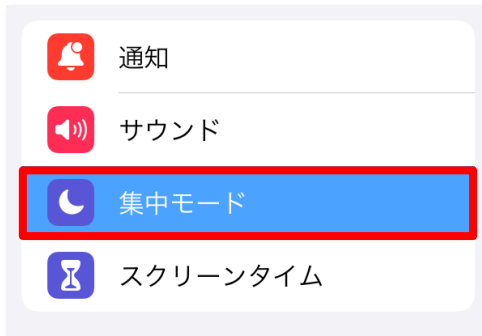 通知
サウンド
集中モード
スクリーンタイム